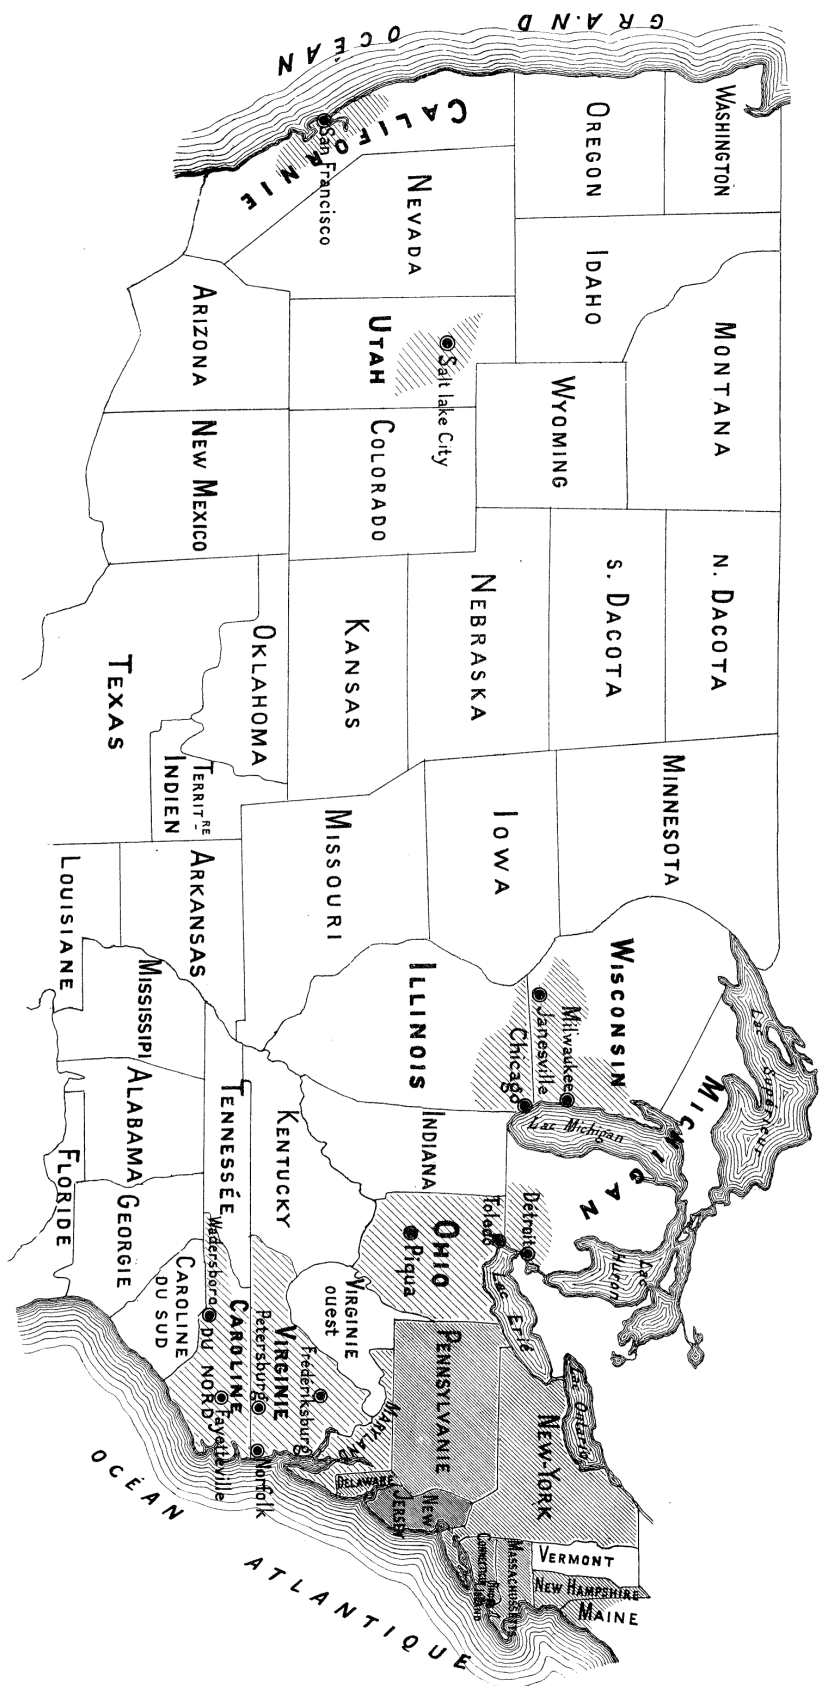 GRAND
OCÉAN
WASHINGTON
OREGON
CALIFORNIE
San Francisco
NEVADA
IDAHO
MONTANA
UTAH
Salt lake City
ARIZONA
WYOMING
COLORADO
NEW MEXICO
N. DACOTA
S. DACOTA
NEBRASKA
KANSAS
OKLAHOMA
TERRIT.RE
INDIEN
TEXAS
MINNESOTA
IOWA
MISSOURI
ARKANSAS
LOUISIANE
WISCONSIN
Milwaukee
Janesville
Chicago
ILLINOIS
MISSISSIPI
Lac Supérieur
MICHIGAN
Lac Michigan
Lac Huron
Détroit
Toledo
INDIANA
KENTUCKY
TENNESSÉE
ALABAMA
OHIO
Piqua
Lac Erié
VIRGINIE
OUEST
GEORGIE
FLORIDE
Wadersboro
CAROLINE
DU SUD
CAROLINE
DU NORD
Fayetteville
VIRGINIE
Petersburg
Frederiksburg
Norfolk
MARYLAND
DELAWARE
PENNSYLVANIE
NEW
JERSEY
Lac Ontario
NEW-YORK
VERMONT
NEW HAMPSHIRE
MAINE
MASSACHUSSETS
OCÉAN ATLANTIQUE